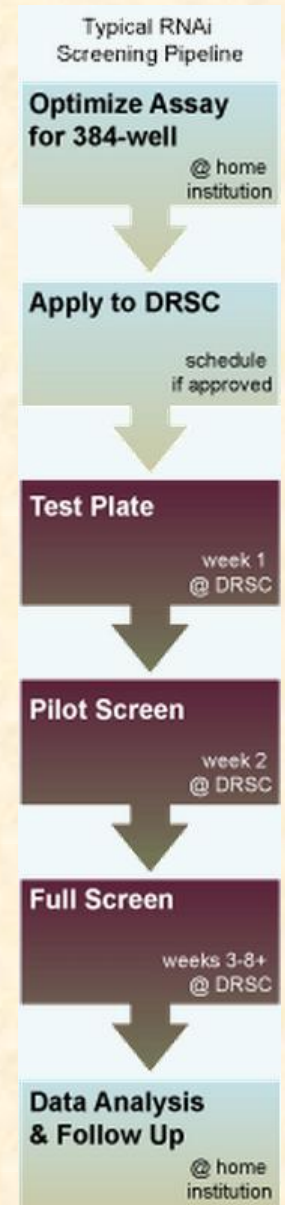 Typical RNAi
Screening Pipeline
Optimize Assay
for 384-well
@ home
institution
Apply to DRSC
schedule
if approved
Test Plate
week 1
@ DRSC
Pilot Screen
week 2
@ DRSC
Full Screen
weeks 3-8+
@ DRSC
Data Analysis
& Follow Up
@ home
institution